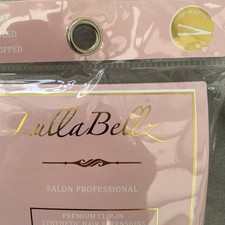 LullaBellz
SALON PROFESSIONAL
PREMIUM CLIP-IN
SYNTHETIC HAIR EXTENSIONS